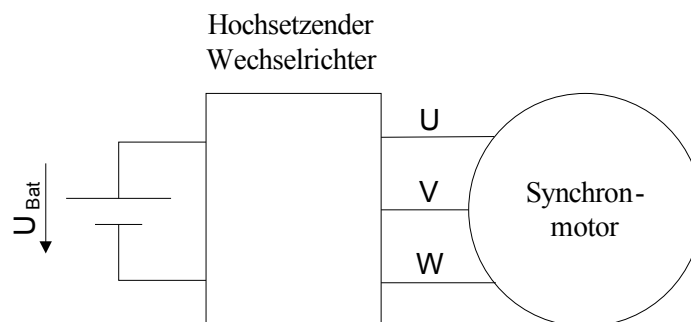 Hochsetzender
Wechselrichter
U
V
W
U Bat
Synchron-
motor